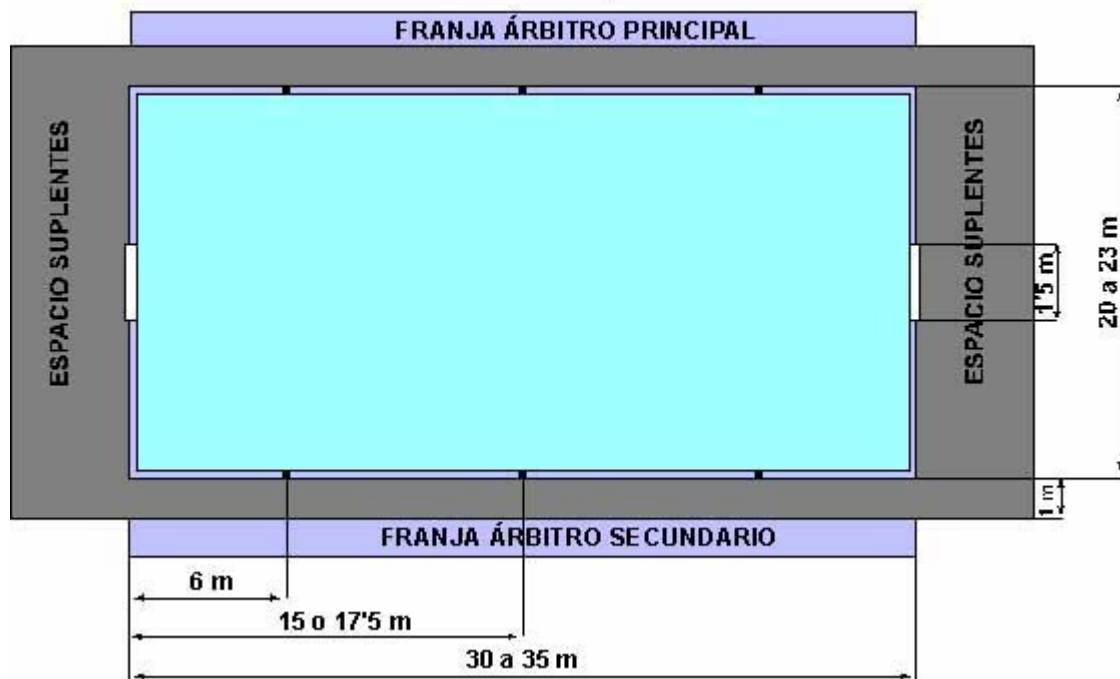 FRANJA ÁRBITRO PRINCIPAL
ESPACIO SUPLENTES
ESPACIO SUPLENTES
1'5 m
20 a 23 m
1 m
FRANJA ÁRBITRO SECUNDARIO
6 m
15 o 17'5 m
30 a 35 m